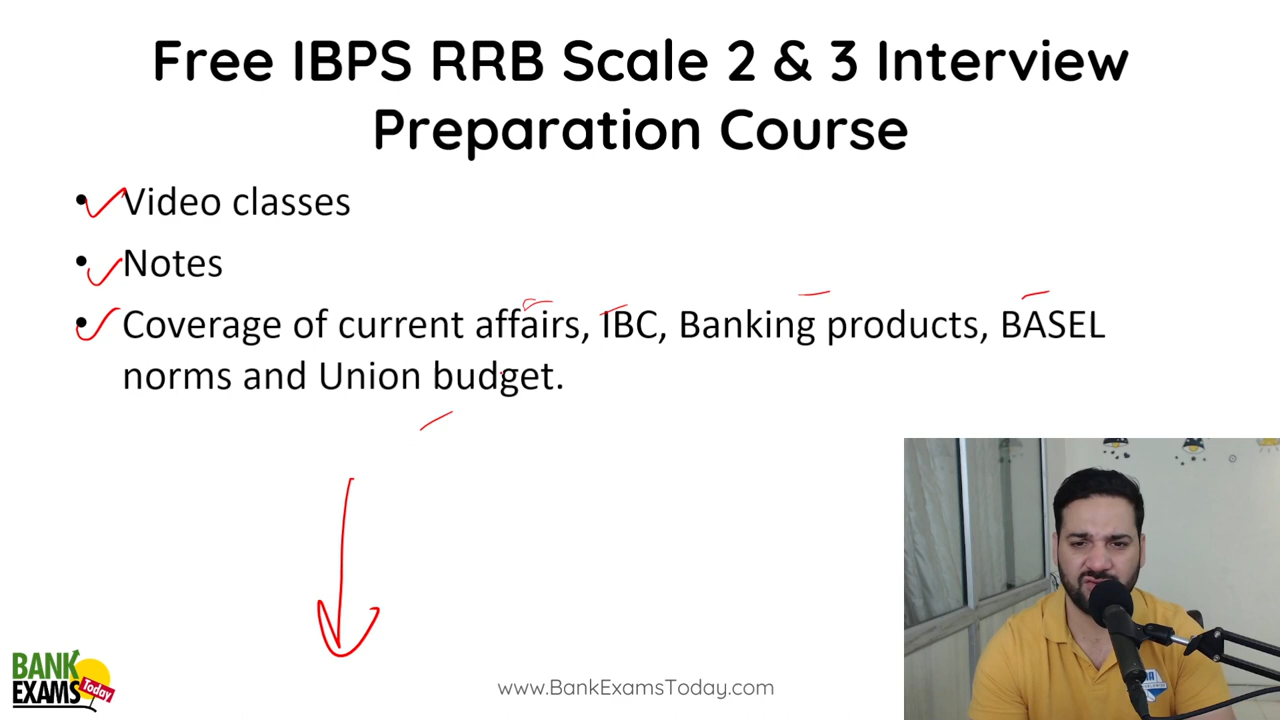 Free IBPS RRB Scale 2 & 3 Interview
Preparation Course
• Video classes
• Notes
• Coverage of current affairs, IBC, Banking products, BASEL
norms and Union budget.
BANK
EXAMS
Today
www.BankExamsToday.com